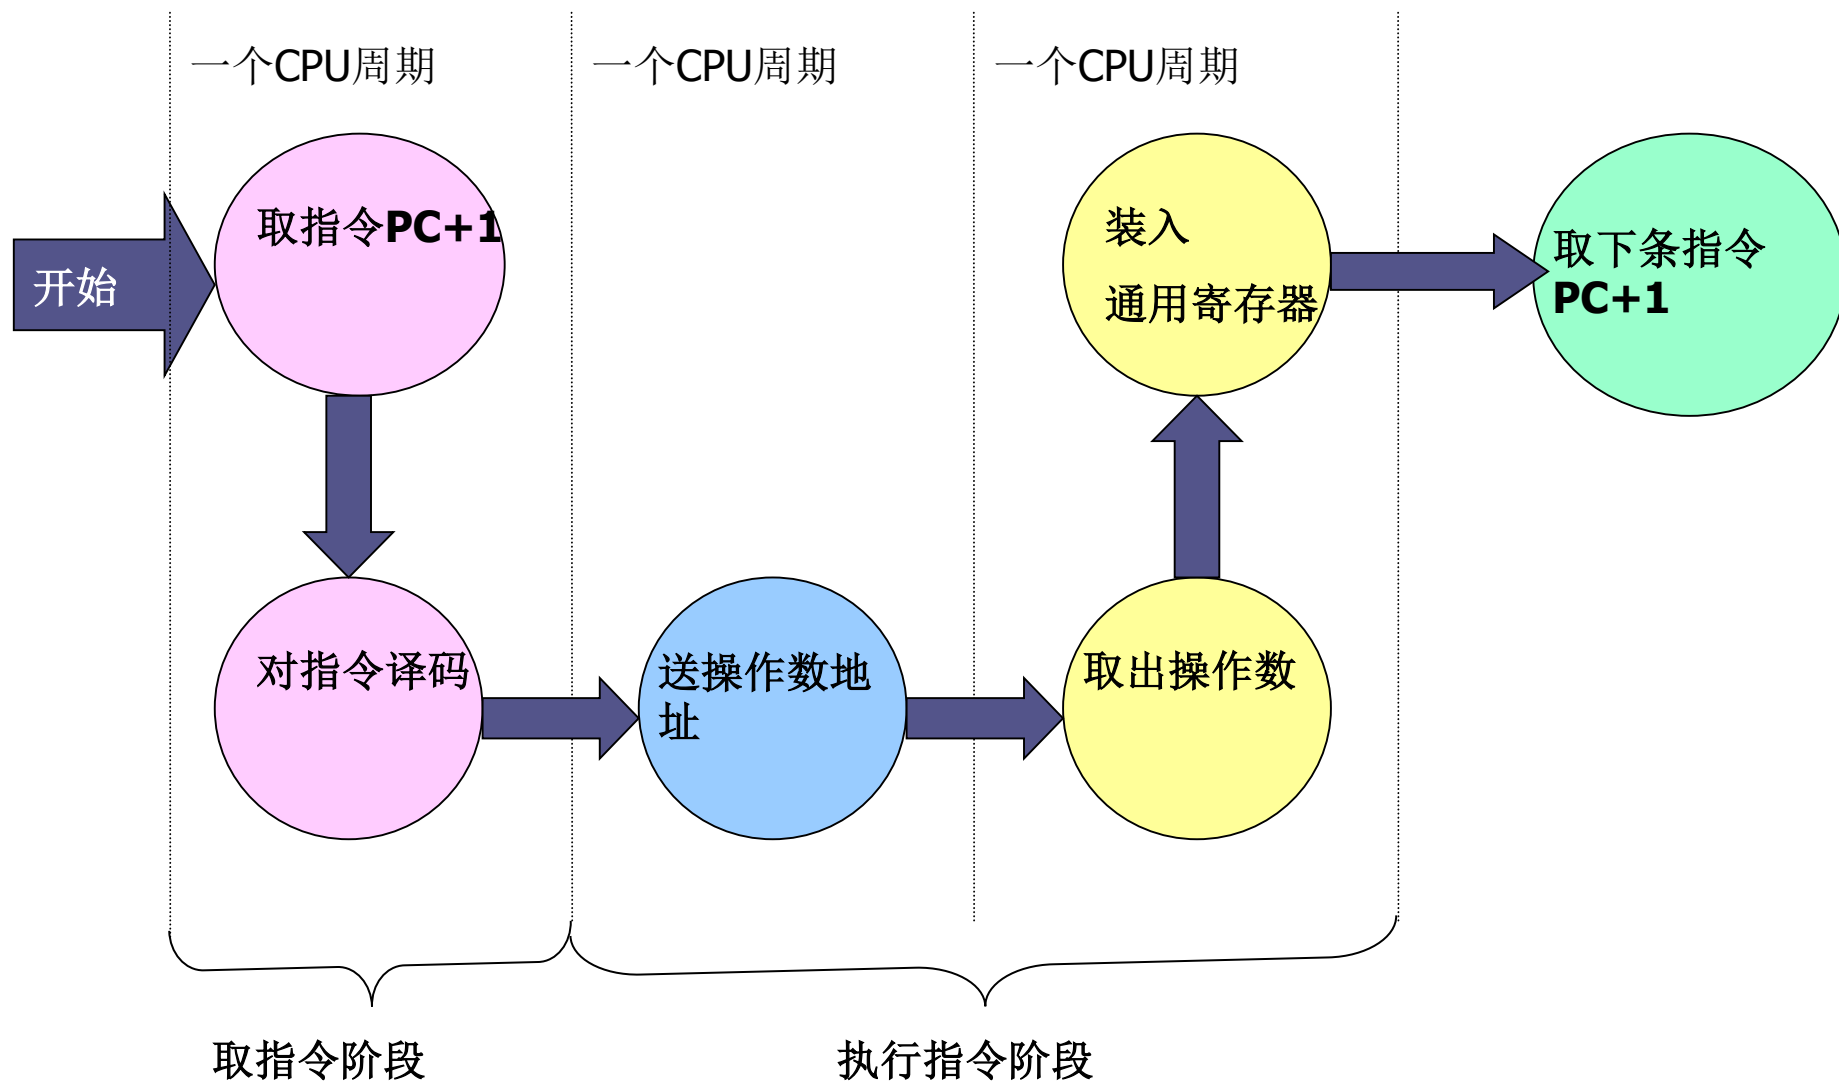 一个CPU周期
一个CPU周期
一个CPU周期
开始
取指令PC+1
装入
通用寄存器
取下条指令
PC+1
对指令译码
送操作数地
址
取出操作数
取指令阶段
执行指令阶段